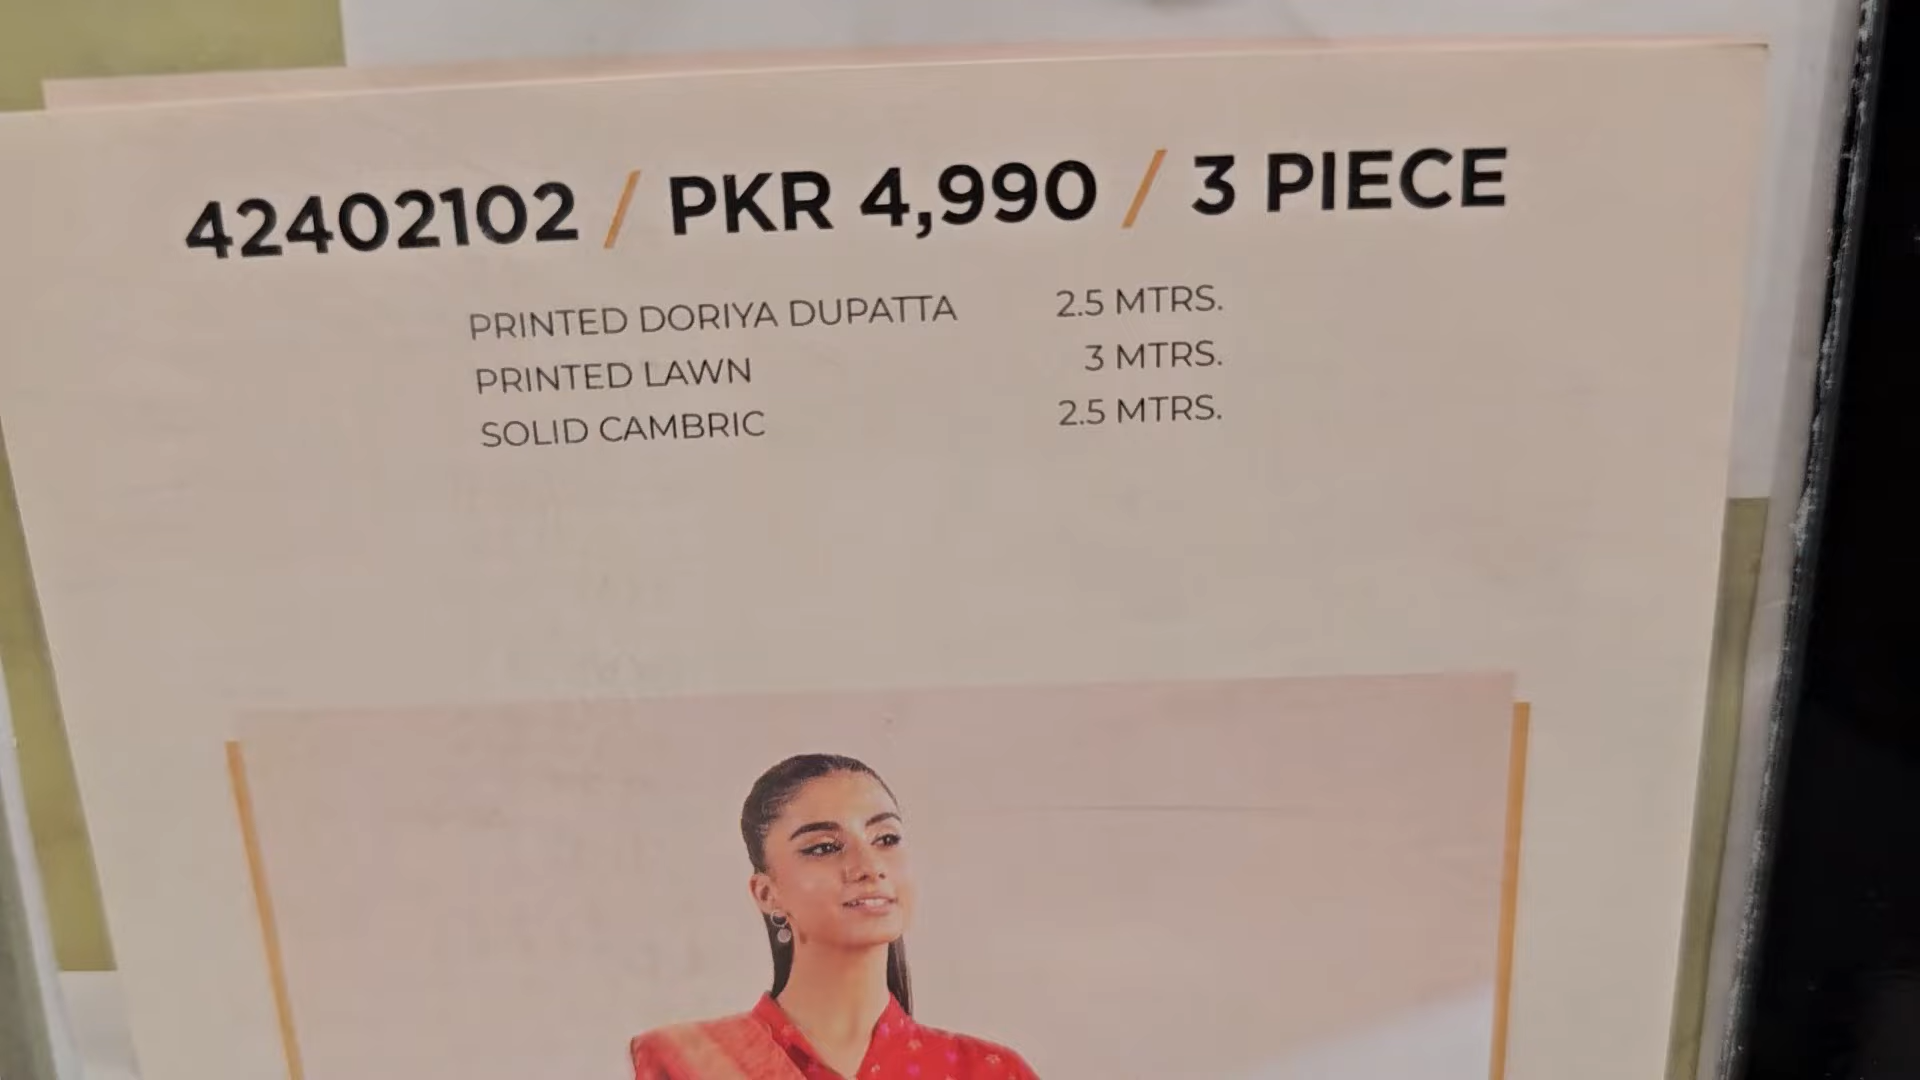 42402102 / PKR 4,990 / 3 PIECE
PRINTED DORIYA DUPATTA 2.5 MTRS.
PRINTED LAWN 3 MTRS.
SOLID CAMBRIC 2.5 MTRS.